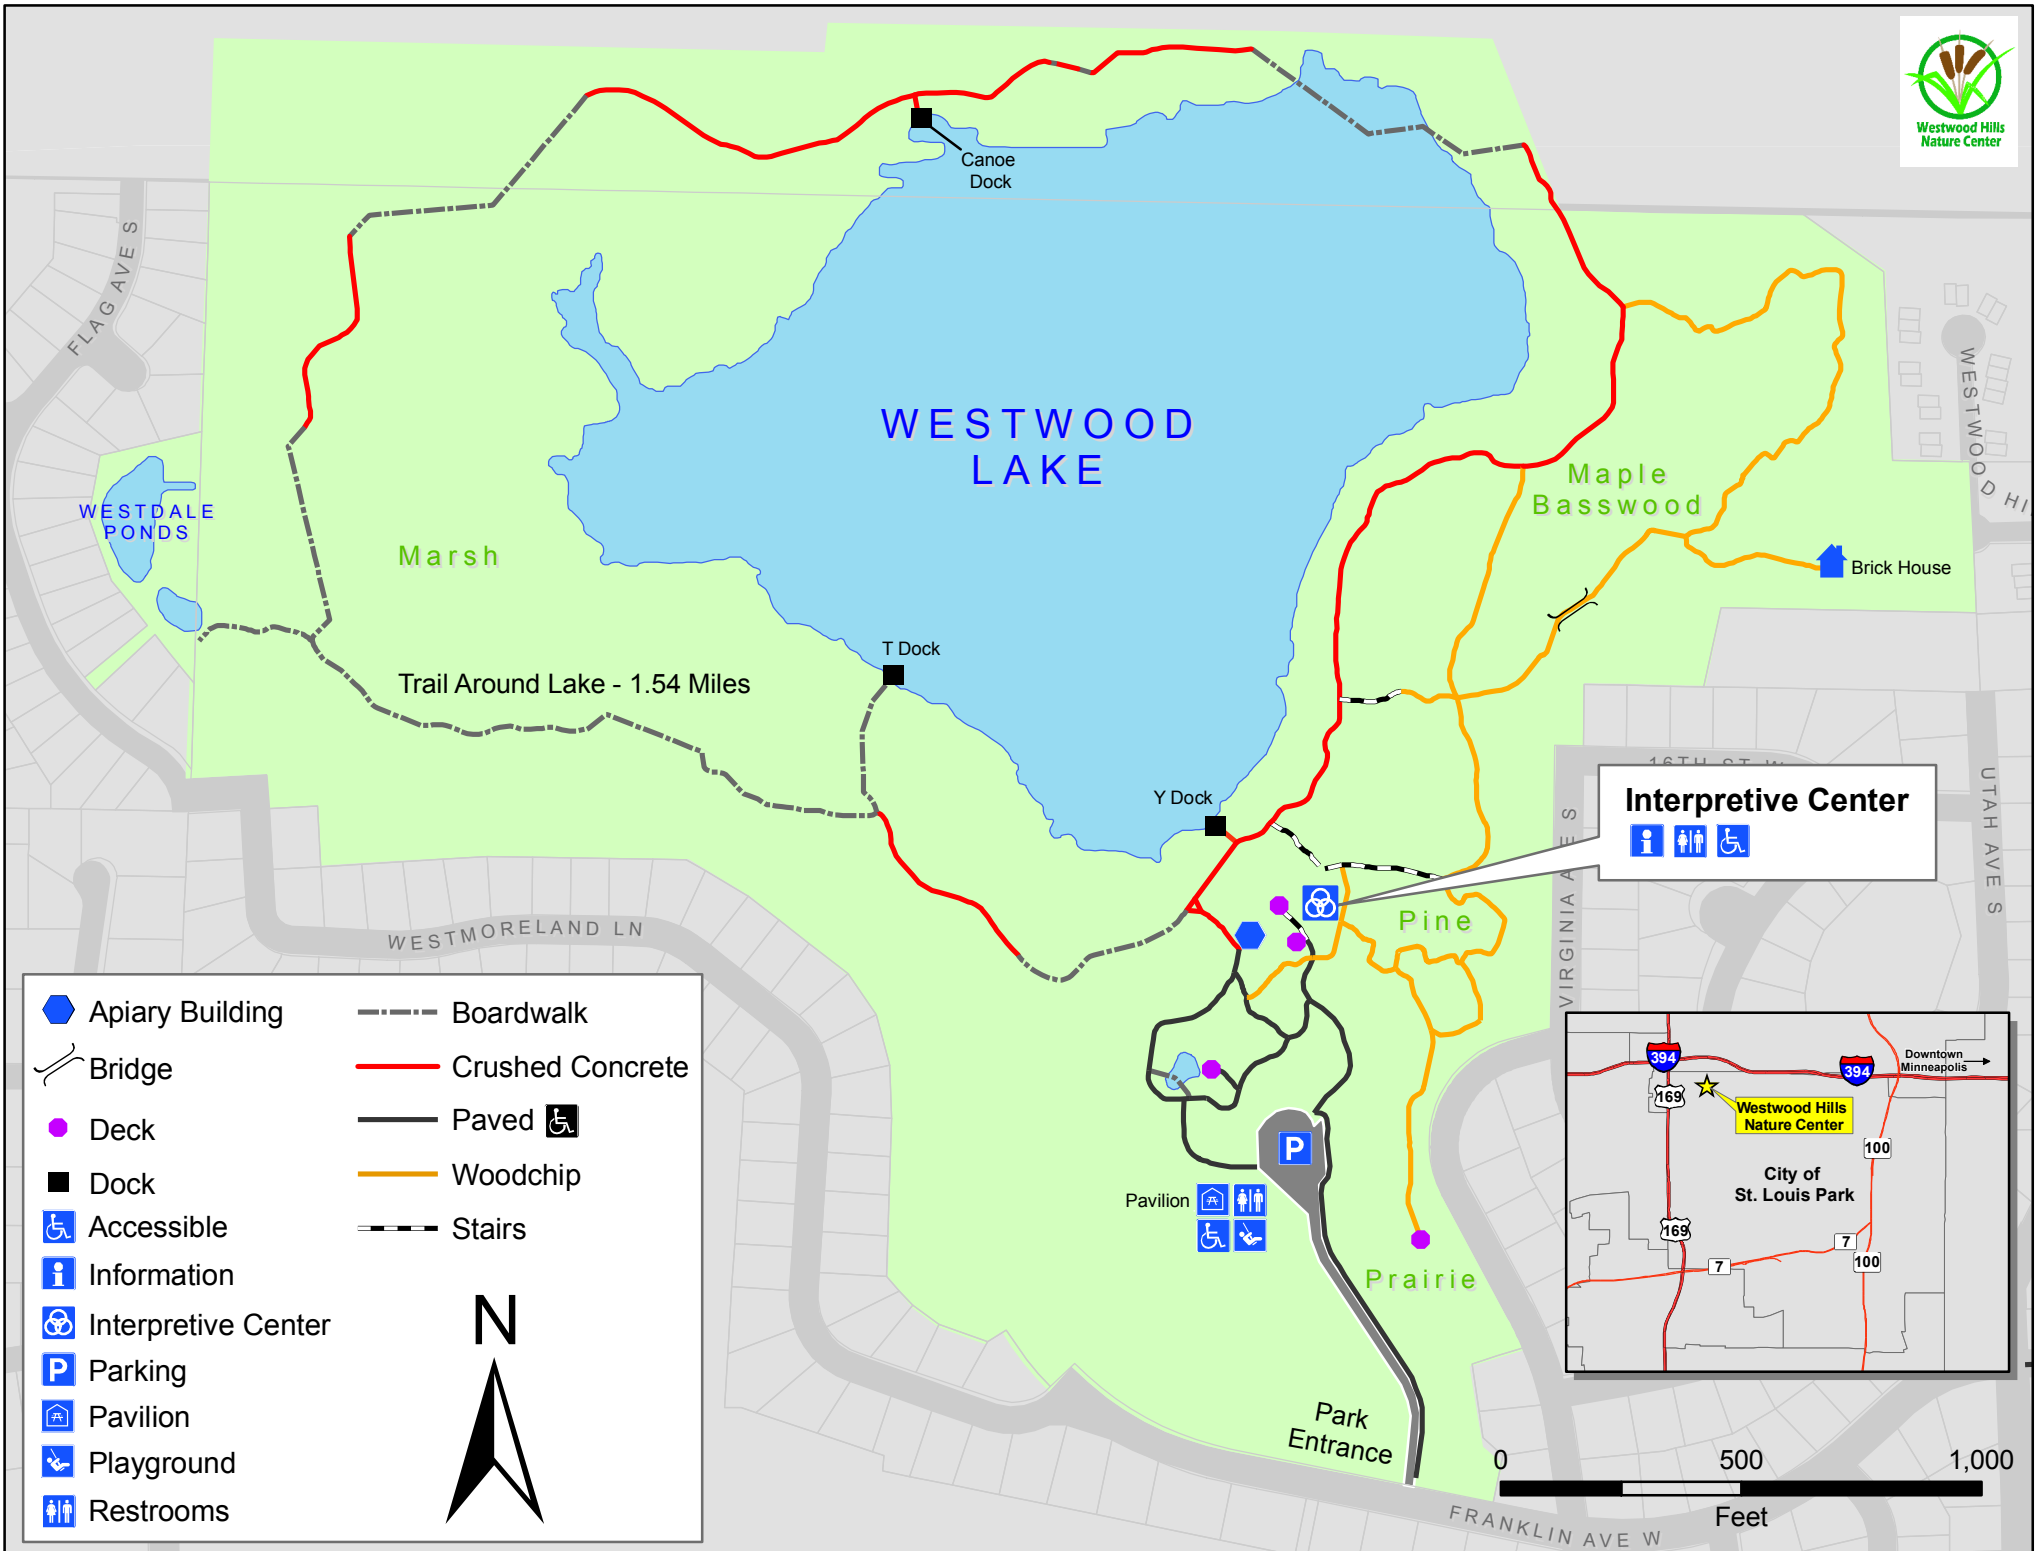 Westwood Hills
Nature Center
Canoe
Dock
FLAG AVE S
WESTWOOD
LAKE
WESTWOOD HI
Maple
Basswood
WESTDALE
PONDS
Marsh
Brick House
T Dock
Trail Around Lake - 1.54 Miles
Y Dock
16TH ST W
Interpretive Center
UTAH AVE S
VIRGINIA AVE S
Pine
WESTMORELAND LN
Apiary Building
Bridge
Deck
Dock
Accessible
Information
Interpretive Center
P Parking
Pavilion
Playground
Restrooms
Boardwalk
Crushed Concrete
Paved
Woodchip
Stairs
N
P
Pavilion
Prairie
Park
Entrance
394
394
Downtown
Minneapolis
169
Westwood Hills
Nature Center
100
City of
St. Louis Park
169
7
7
100
0 500 1,000
Feet
FRANKLIN AVE W